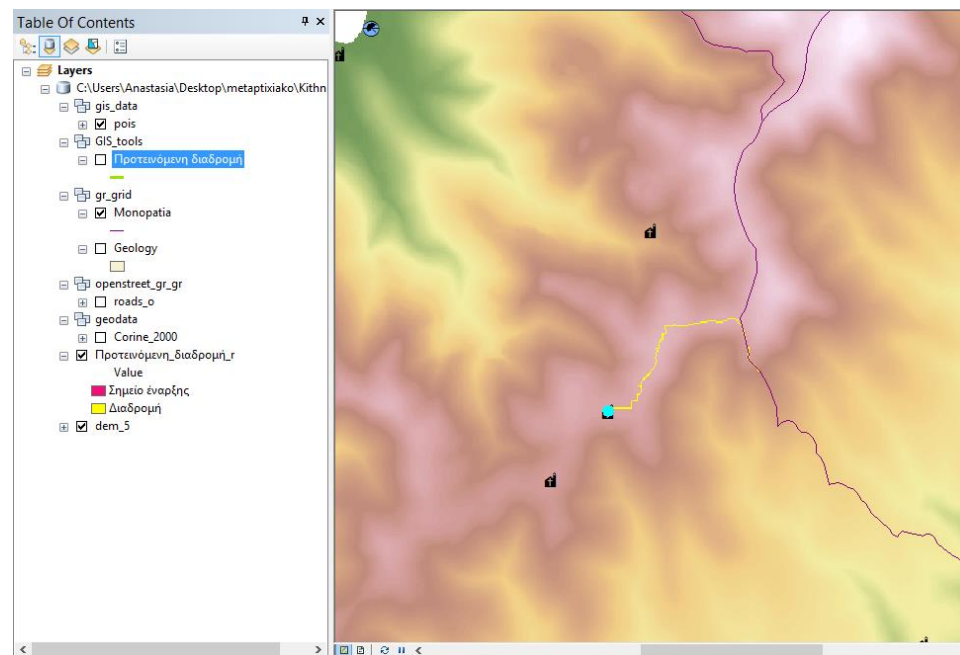 Table Of Contents
Layers
C:\Users\Anastasia\Desktop\metaptixiako\Kithn
gis_data
pois
GIS_tools
Προτεινόμενη διαδρομή
gr_grid
Monopatia
Geology
openstreet_gr_gr
roads_o
geodata
Corine_2000
Προτεινόμενη_διαδρομή_r
Value
Σημείο έναρξης
Διαδρομή
dem_5